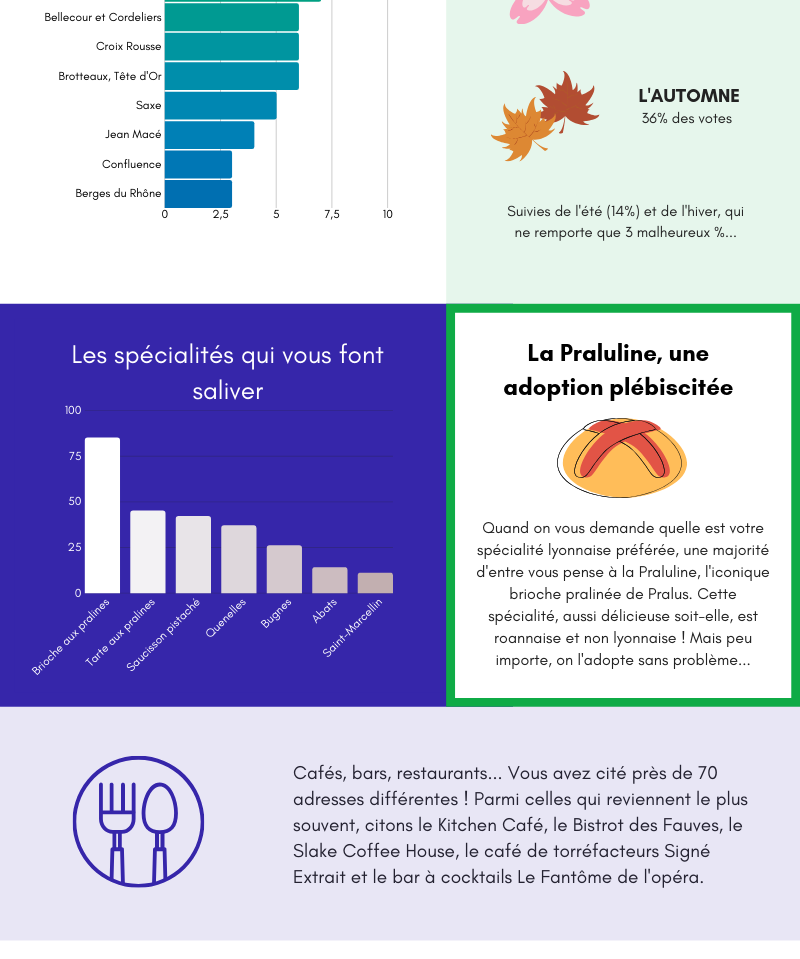 Bellecour et Cordeliers
Croix Rousse
Brotteaux, Tête d'Or
Saxe
Jean Macé
Confluence
Berges du Rhône
0 2,5 5 7,5 10
L'AUTOMNE
36% des votes
Suivies de l'été (14%) et de l'hiver, qui
ne remporte que 3 malheureux %...
Les spécialités qui vous font
saliver
100
75
50
25
0
Brioche aux pralines
Tarte aux pralines
Saucisson pistaché
Quenelles
Bugnes
Abats
Saint-Marcellin
La Praluline, une
adoption plébiscitée
Quand on vous demande quelle est votre
spécialité lyonnaise préférée, une majorité
d'entre vous pense à la Praluline, l'iconique
brioche pralinée de Pralus. Cette
spécialité, aussi délicieuse soit-elle, est
roannaise et non lyonnaise ! Mais peu
importe, on l'adopte sans problème...
Cafés, bars, restaurants... Vous avez cité près de 70
adresses différentes ! Parmi celles qui reviennent le plus
souvent, citons le Kitchen Café, le Bistrot des Fauves, le
Slake Coffee House, le café de torréfacteurs Signé
Extrait et le bar à cocktails Le Fantôme de l'opéra.